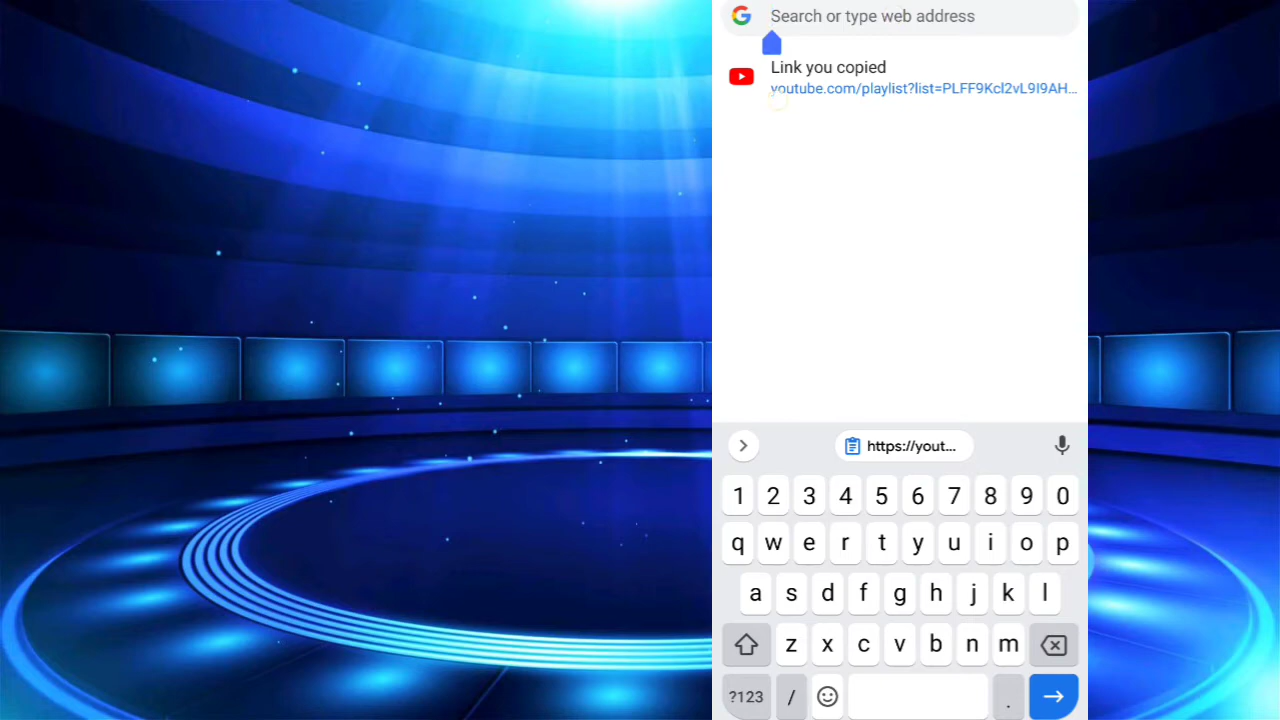 Search or type web address
Link you copied
youtube.com/playlist?list=PLFF9Kcl2vL9I9AH...
https://yout...
1 2 3 4 5 6 7 8 9 0
q w e r t y u i o p
a s d f g h j k l
z x c v b n m
?123 / .